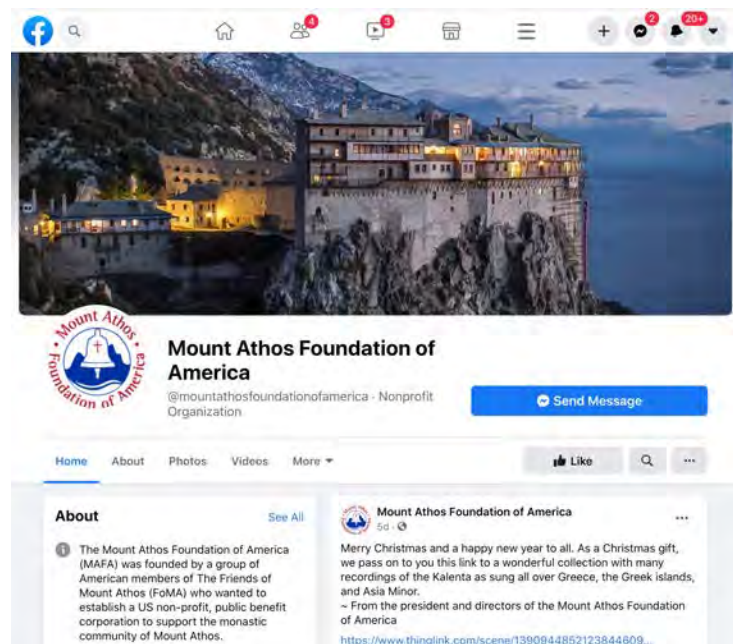 4
3
2
20+
Mount Athos
Foundation of America
Mount Athos Foundation of
America
@mountathosfoundationofamerica · Nonprofit
Organization
Send Message
Home About Photos Videos More
Like
About
See All
The Mount Athos Foundation of America
(MAFA) was founded by a group of
American members of The Friends of
Mount Athos (FoMA) who wanted to
establish a US non-profit, public benefit
corporation to support the monastic
community of Mount Athos.
Mount Athos Foundation of America
5d ·
Merry Christmas and a happy new year to all. As a Christmas gift,
we pass on to you this link to a wonderful collection with many
recordings of the Kalenta as sung all over Greece, the Greek islands,
and Asia Minor.
~ From the president and directors of the Mount Athos Foundation
of America
https://www.thinglink.com/scene/1390944852123844609...